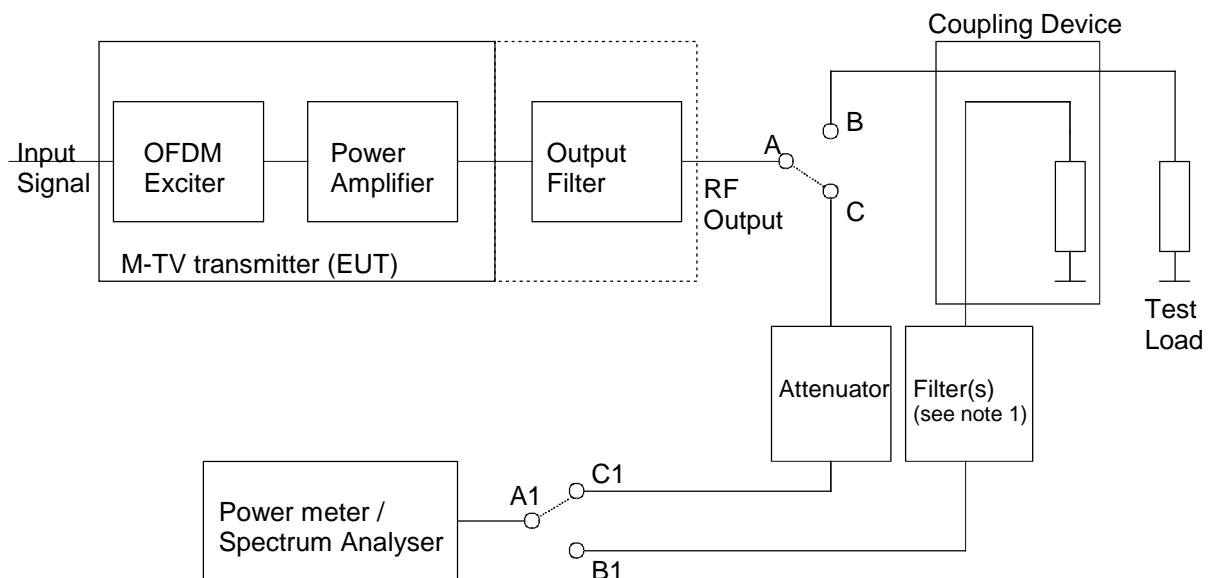 Coupling Device
Input
Signal
OFDM
Exciter
Power
Amplifier
Output
Filter
RF
Output
A
B
C
M-TV transmitter (EUT)
Test
Load
Attenuator
Filter(s)
(see note 1)
Power meter /
Spectrum Analyser
A1
C1
B1